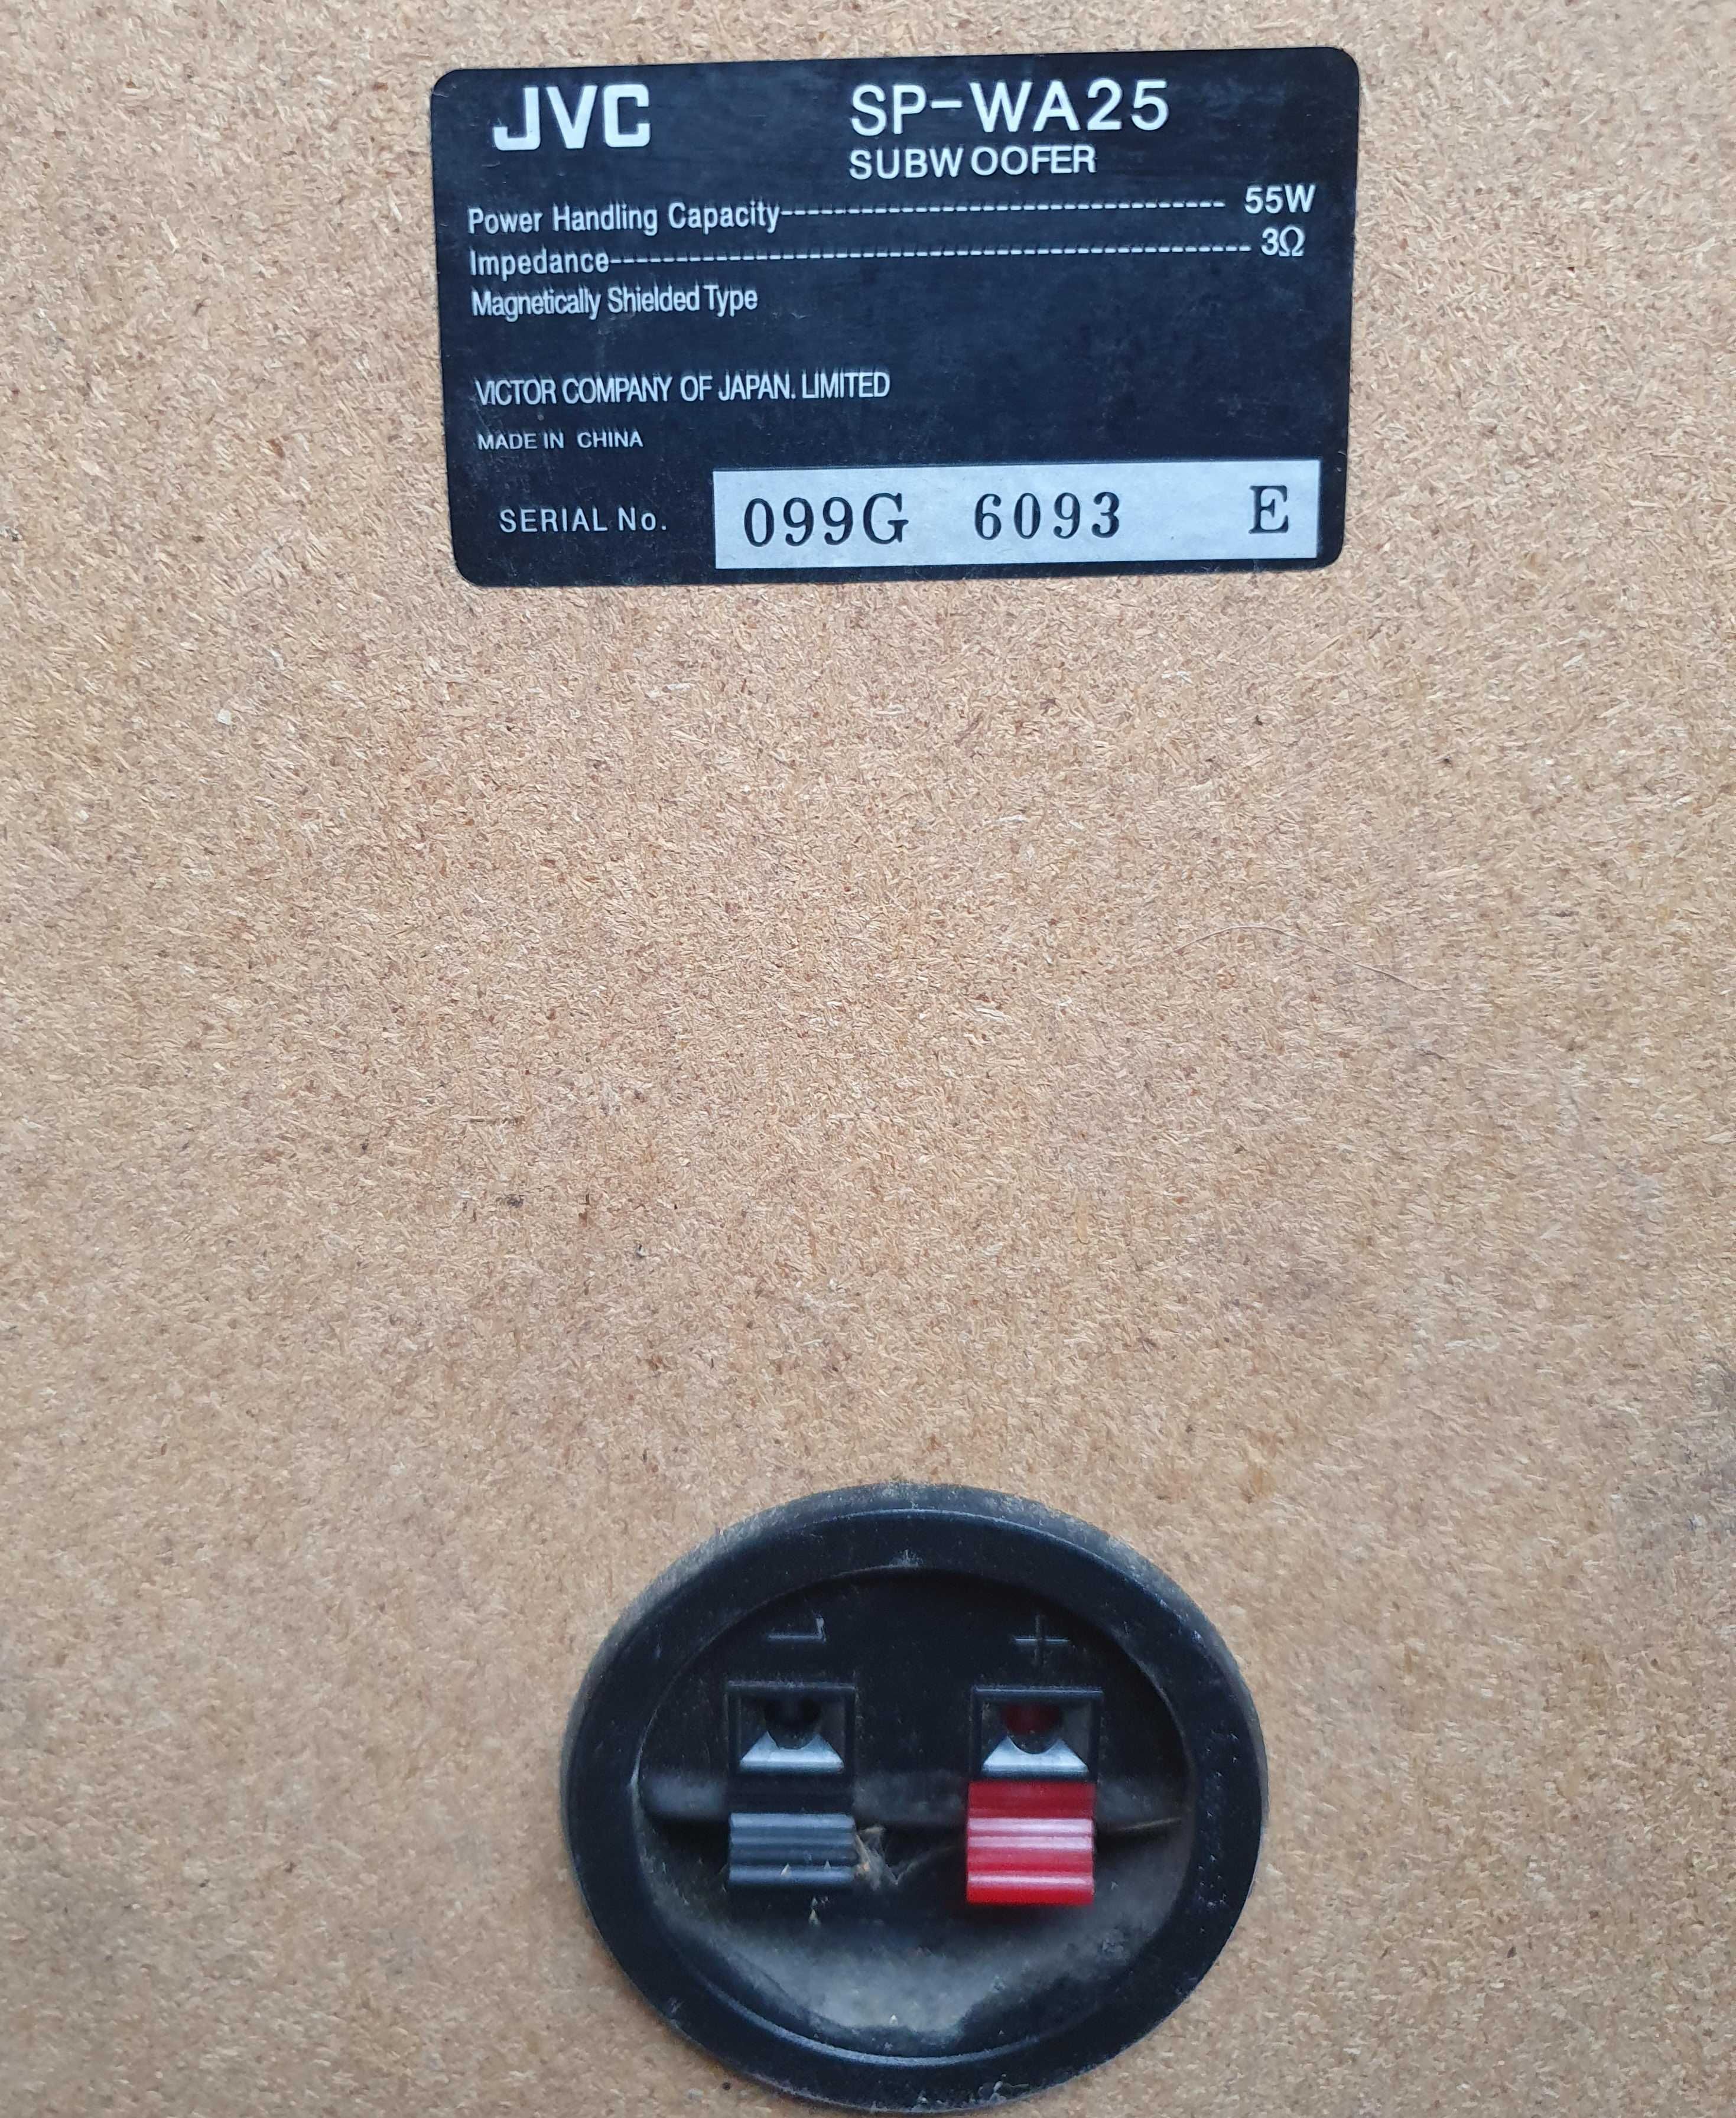 JVC SP-WA25
SUBWOOFER
Power Handling Capacity---------------------------------- 55W
Impedance------------------------------------------------- 3Ω
Magnetically Shielded Type
VICTOR COMPANY OF JAPAN. LIMITED
MADE IN CHINA
SERIAL No. 099G 6093 E
- +